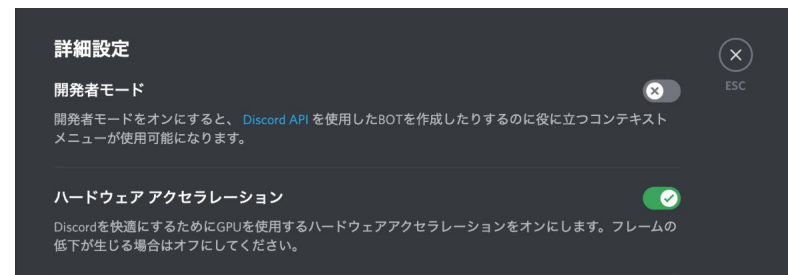 詳細設定
開発者モード
ESC
開発者モードをオンにすると、 Discord API を使用したBOTを作成したりするのに役に立つコンテキスト
メニューが使用可能になります。
ハードウェア アクセラレーション
Discordを快適にするためにGPUを使用するハードウェアアクセラレーションをオンにします。フレームの
低下が生じる場合はオフにしてください。